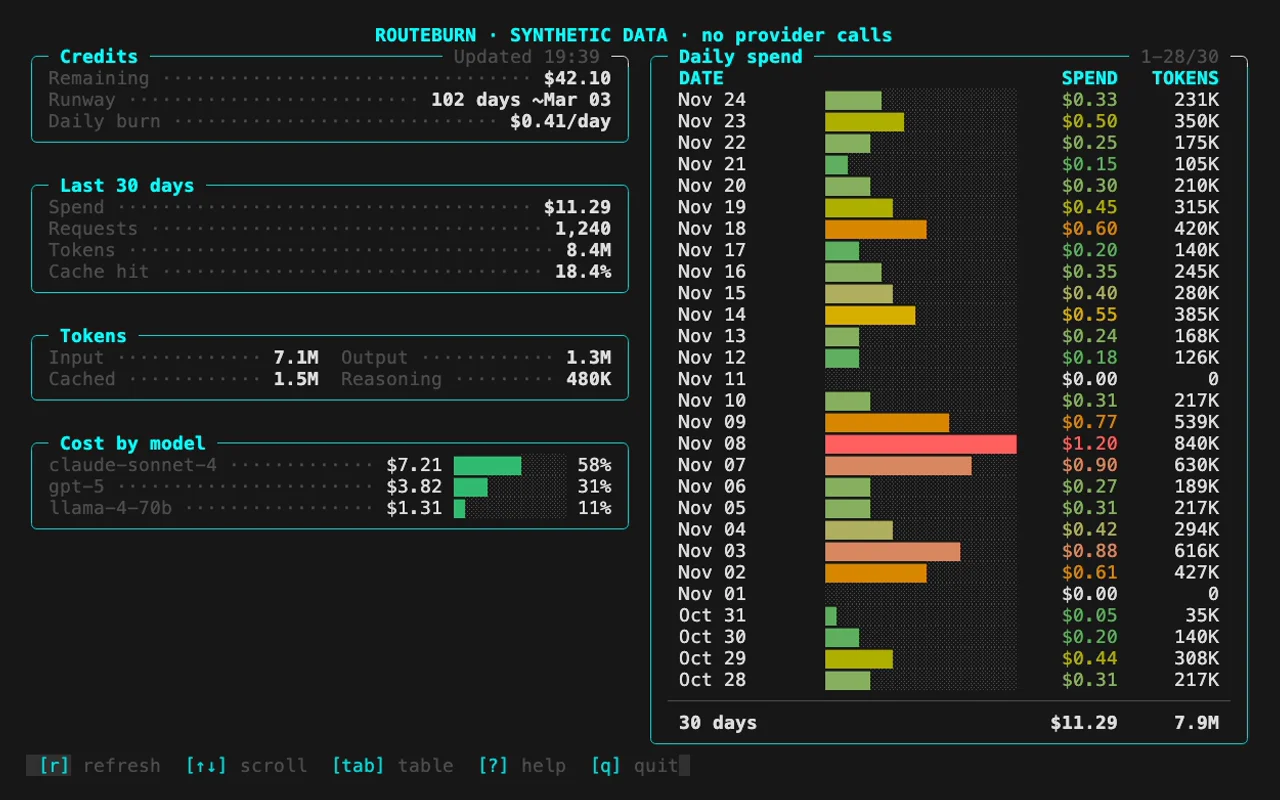 ROUTEBURN · SYNTHETIC DATA · no provider calls
Credits Updated 19:39
Remaining $42.10
Runway 102 days ~Mar 03
Daily burn $0.41/day
Last 30 days
Spend $11.29
Requests 1,240
Tokens 8.4M
Cache hit 18.4%
Tokens
Input 7.1M Output 1.3M
Cached 1.5M Reasoning 480K
Cost by model
claude-sonnet-4 $7.21 58%
gpt-5 $3.82 31%
llama-4-70b $1.31 11%
Daily spend 1-28/30
DATE SPEND TOKENS
Nov 24 $0.33 231K
Nov 23 $0.50 350K
Nov 22 $0.25 175K
Nov 21 $0.15 105K
Nov 20 $0.30 210K
Nov 19 $0.45 315K
Nov 18 $0.60 420K
Nov 17 $0.20 140K
Nov 16 $0.35 245K
Nov 15 $0.40 280K
Nov 14 $0.55 385K
Nov 13 $0.24 168K
Nov 12 $0.18 126K
Nov 11 $0.00 0
Nov 10 $0.31 217K
Nov 09 $0.77 539K
Nov 08 $1.20 840K
Nov 07 $0.90 630K
Nov 06 $0.27 189K
Nov 05 $0.31 217K
Nov 04 $0.42 294K
Nov 03 $0.88 616K
Nov 02 $0.61 427K
Nov 01 $0.00 0
Oct 31 $0.05 35K
Oct 30 $0.20 140K
Oct 29 $0.44 308K
Oct 28 $0.31 217K
30 days $11.29 7.9M
[r] refresh [↑↓] scroll [tab] table [?] help [q] quit